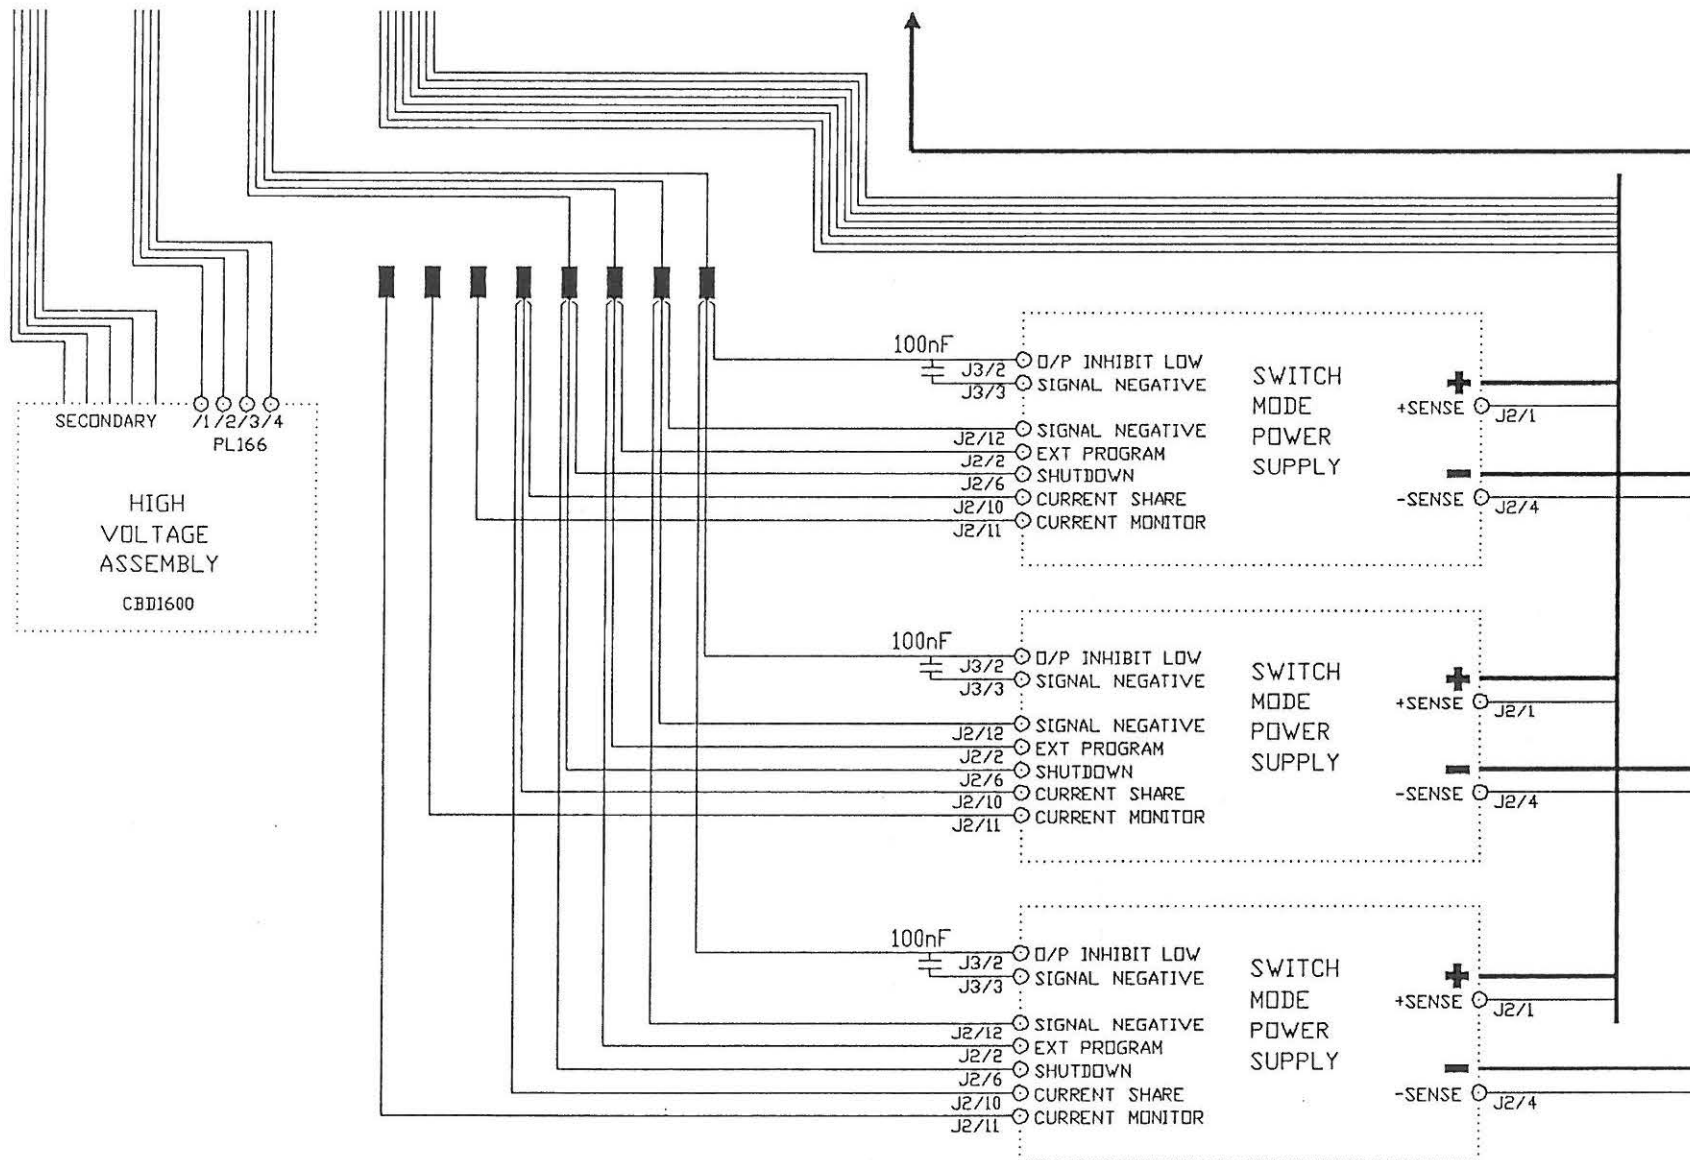 100nF
J3/2
O/P INHIBIT LOW
J3/3
SIGNAL NEGATIVE
J2/12
SIGNAL NEGATIVE
J2/2
EXT PROGRAM
J2/6
SHUTDOWN
J2/10
CURRENT SHARE
J2/11
CURRENT MONITOR
SWITCH
MODE
POWER
SUPPLY
+
+SENSE
J2/1
-
-SENSE
J2/4
SECONDARY
/1 /2 /3 /4
PL166
HIGH
VOLTAGE
ASSEMBLY
CBD1600
100nF
J3/2
O/P INHIBIT LOW
J3/3
SIGNAL NEGATIVE
J2/12
SIGNAL NEGATIVE
J2/2
EXT PROGRAM
J2/6
SHUTDOWN
J2/10
CURRENT SHARE
J2/11
CURRENT MONITOR
SWITCH
MODE
POWER
SUPPLY
+
+SENSE
J2/1
-
-SENSE
J2/4
100nF
J3/2
O/P INHIBIT LOW
J3/3
SIGNAL NEGATIVE
J2/12
SIGNAL NEGATIVE
J2/2
EXT PROGRAM
J2/6
SHUTDOWN
J2/10
CURRENT SHARE
J2/11
CURRENT MONITOR
SWITCH
MODE
POWER
SUPPLY
+
+SENSE
J2/1
-
-SENSE
J2/4